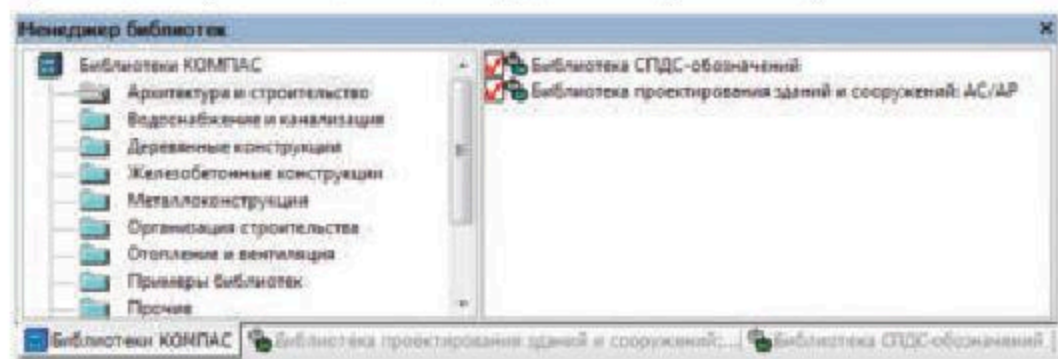 Менеджер библиотек
Библиотеки КОМПАС
Архитектура и строительство
Водоснабжение и канализация
Деревянные конструкции
Железобетонные конструкции
Металлоконструкции
Организация строительства
Отопление и вентиляция
Примеры библиотек
Прочие
Библиотека СПДС-обозначений
Библиотека проектирования зданий и сооружений: АС/АР
Библиотеки КОМПАС Библиотека проектирования зданий и сооружений:... Библиотека СПДС-обозначений